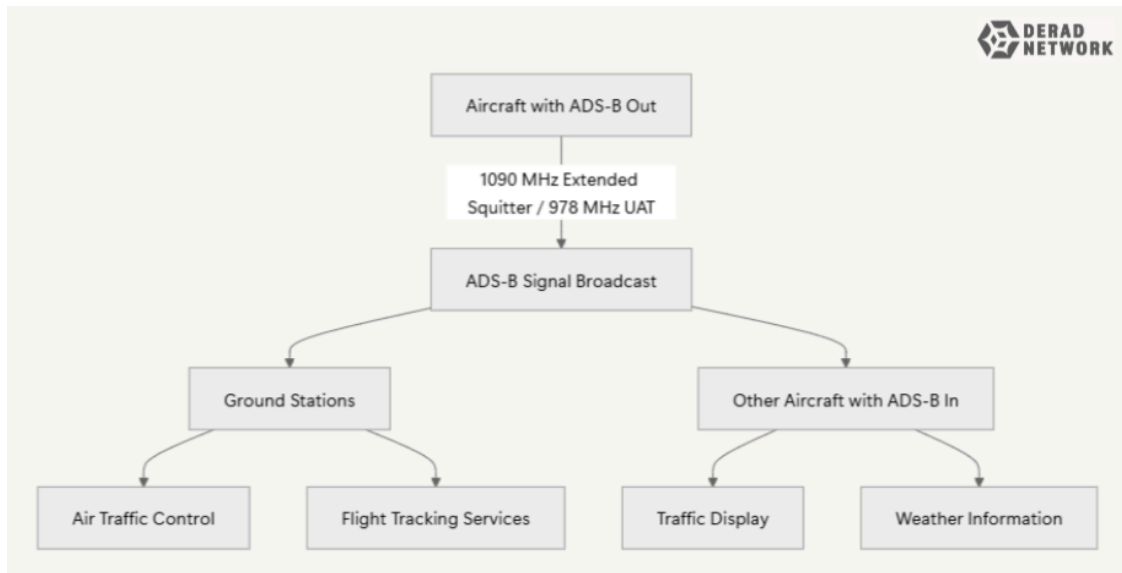 DERAD
NETWORK
Aircraft with ADS-B Out
1090 MHz Extended
Squitter / 978 MHz UAT
ADS-B Signal Broadcast
Ground Stations
Other Aircraft with ADS-B In
Air Traffic Control
Flight Tracking Services
Traffic Display
Weather Information